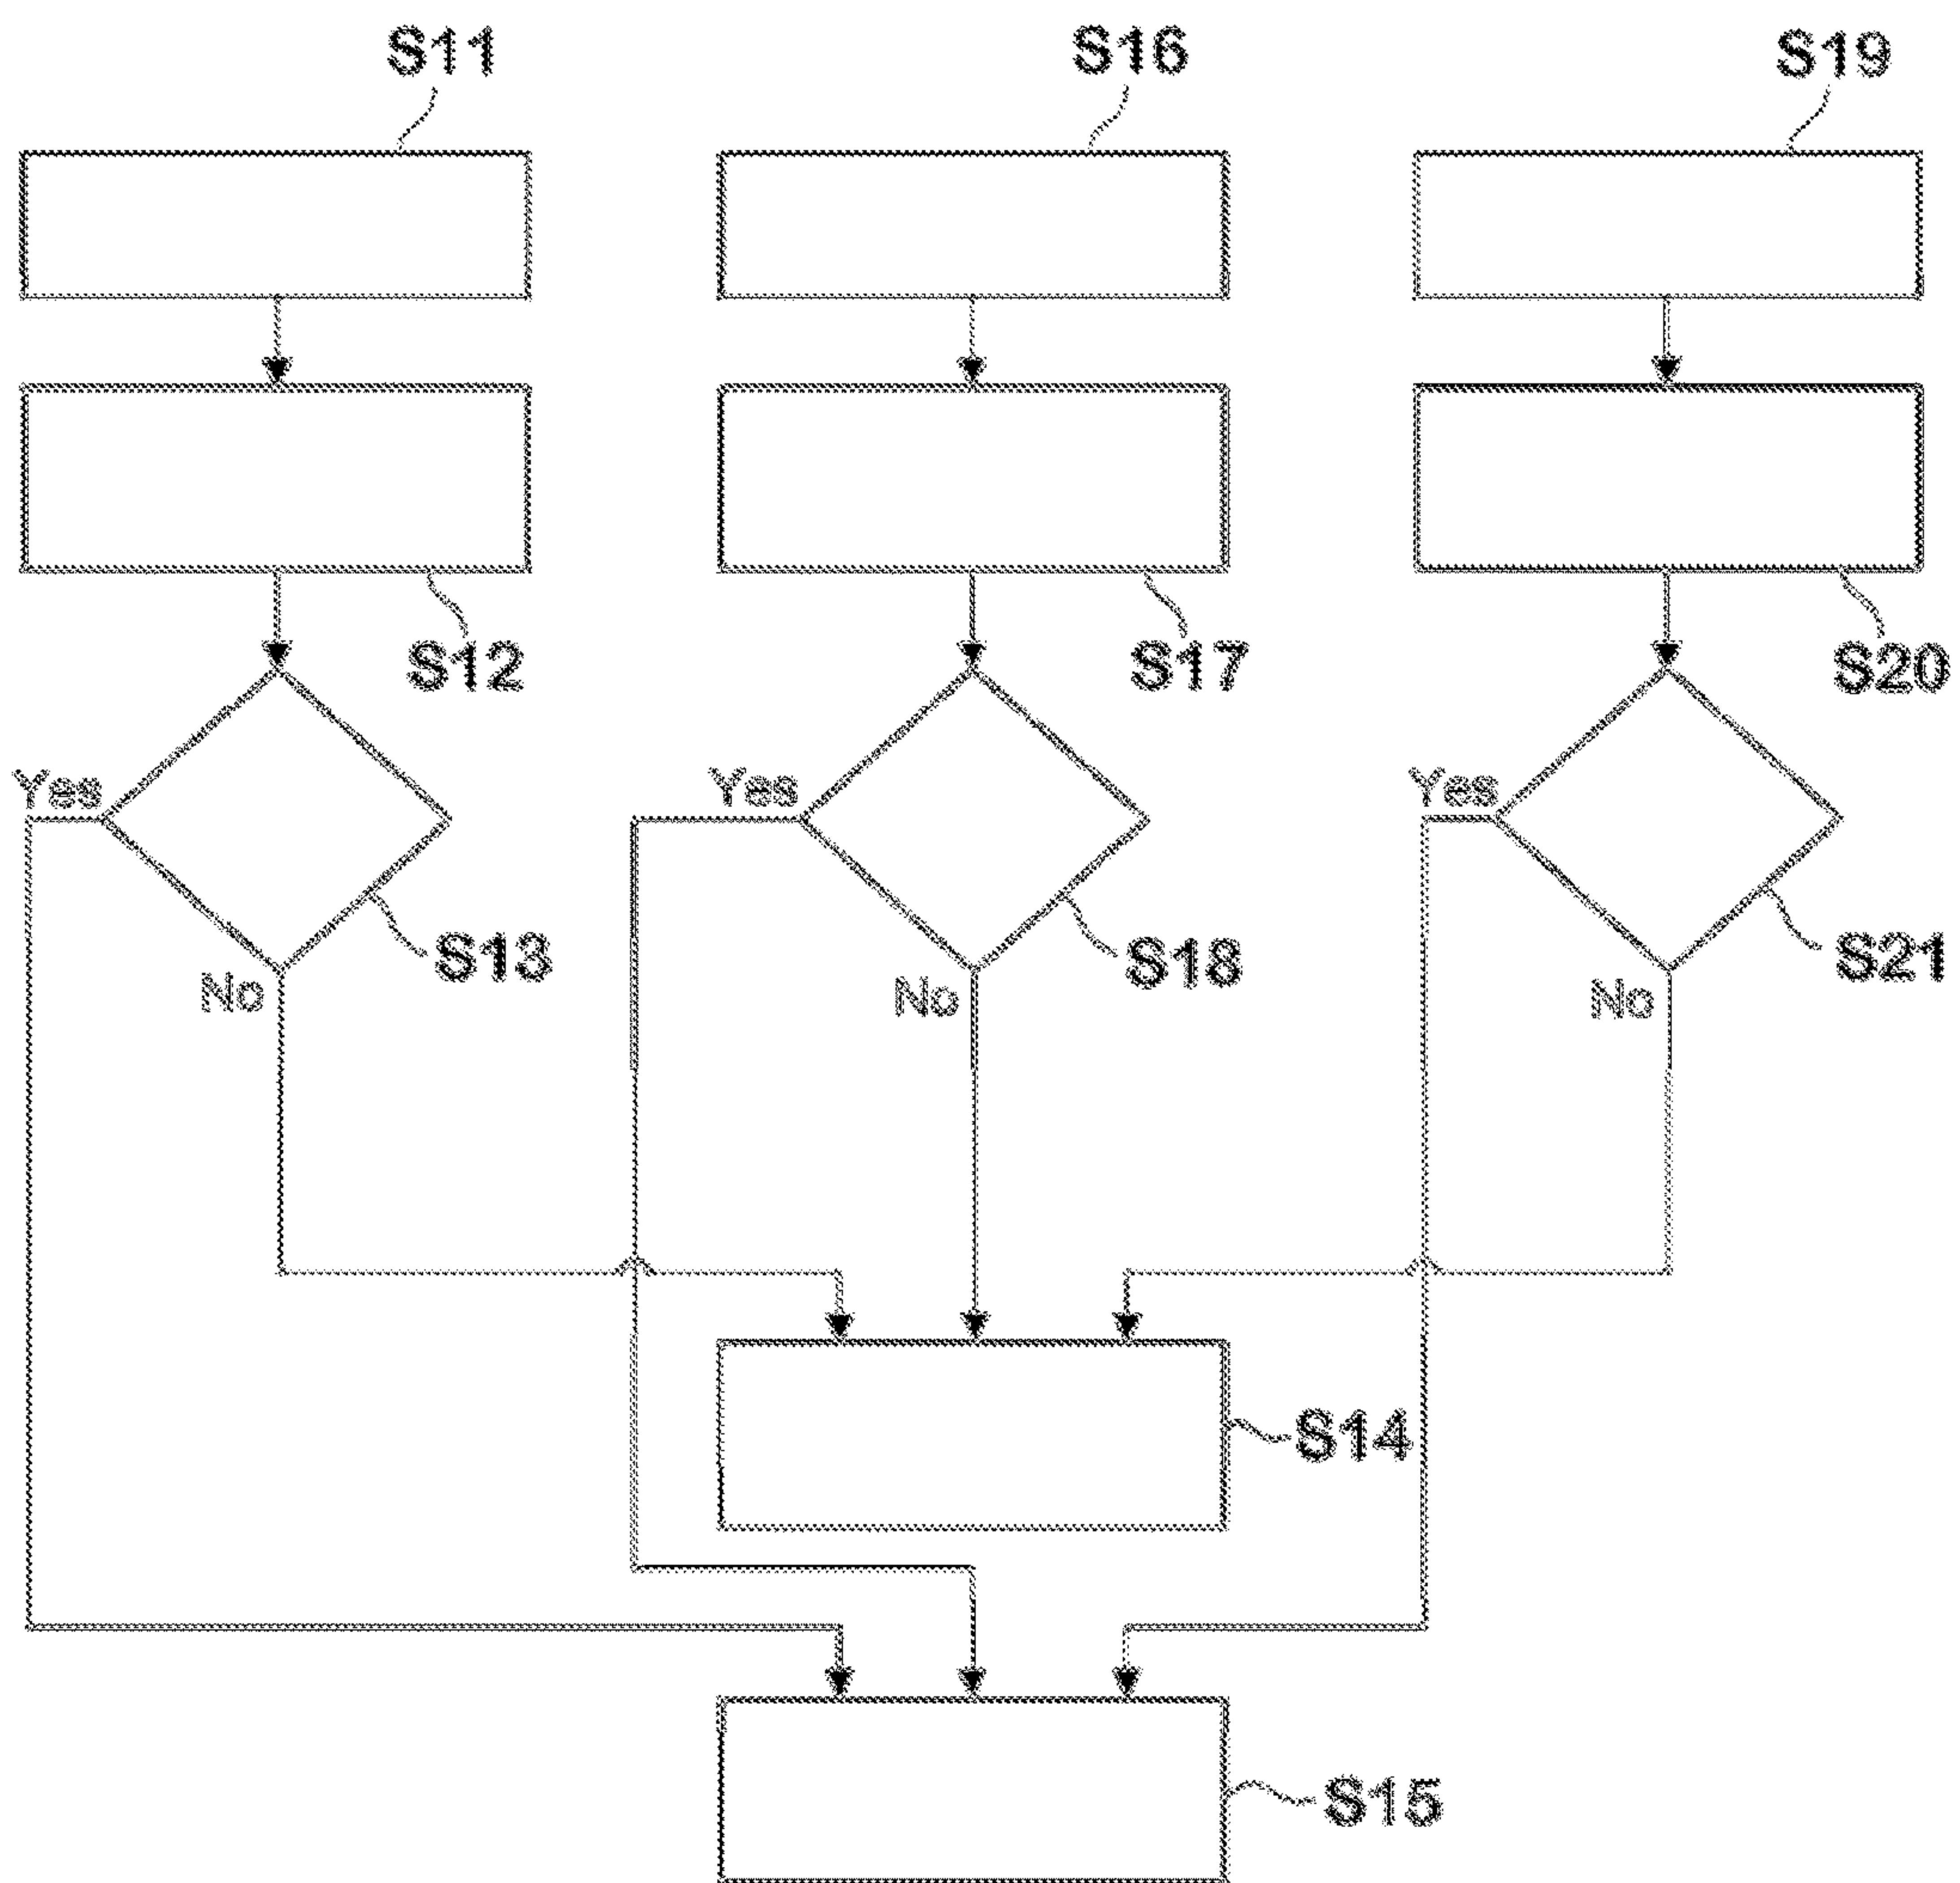 S11
S16
S19
S12
S17
S20
Yes
Yes
Yes
S13
S18
S21
No
No
No
S14
S15